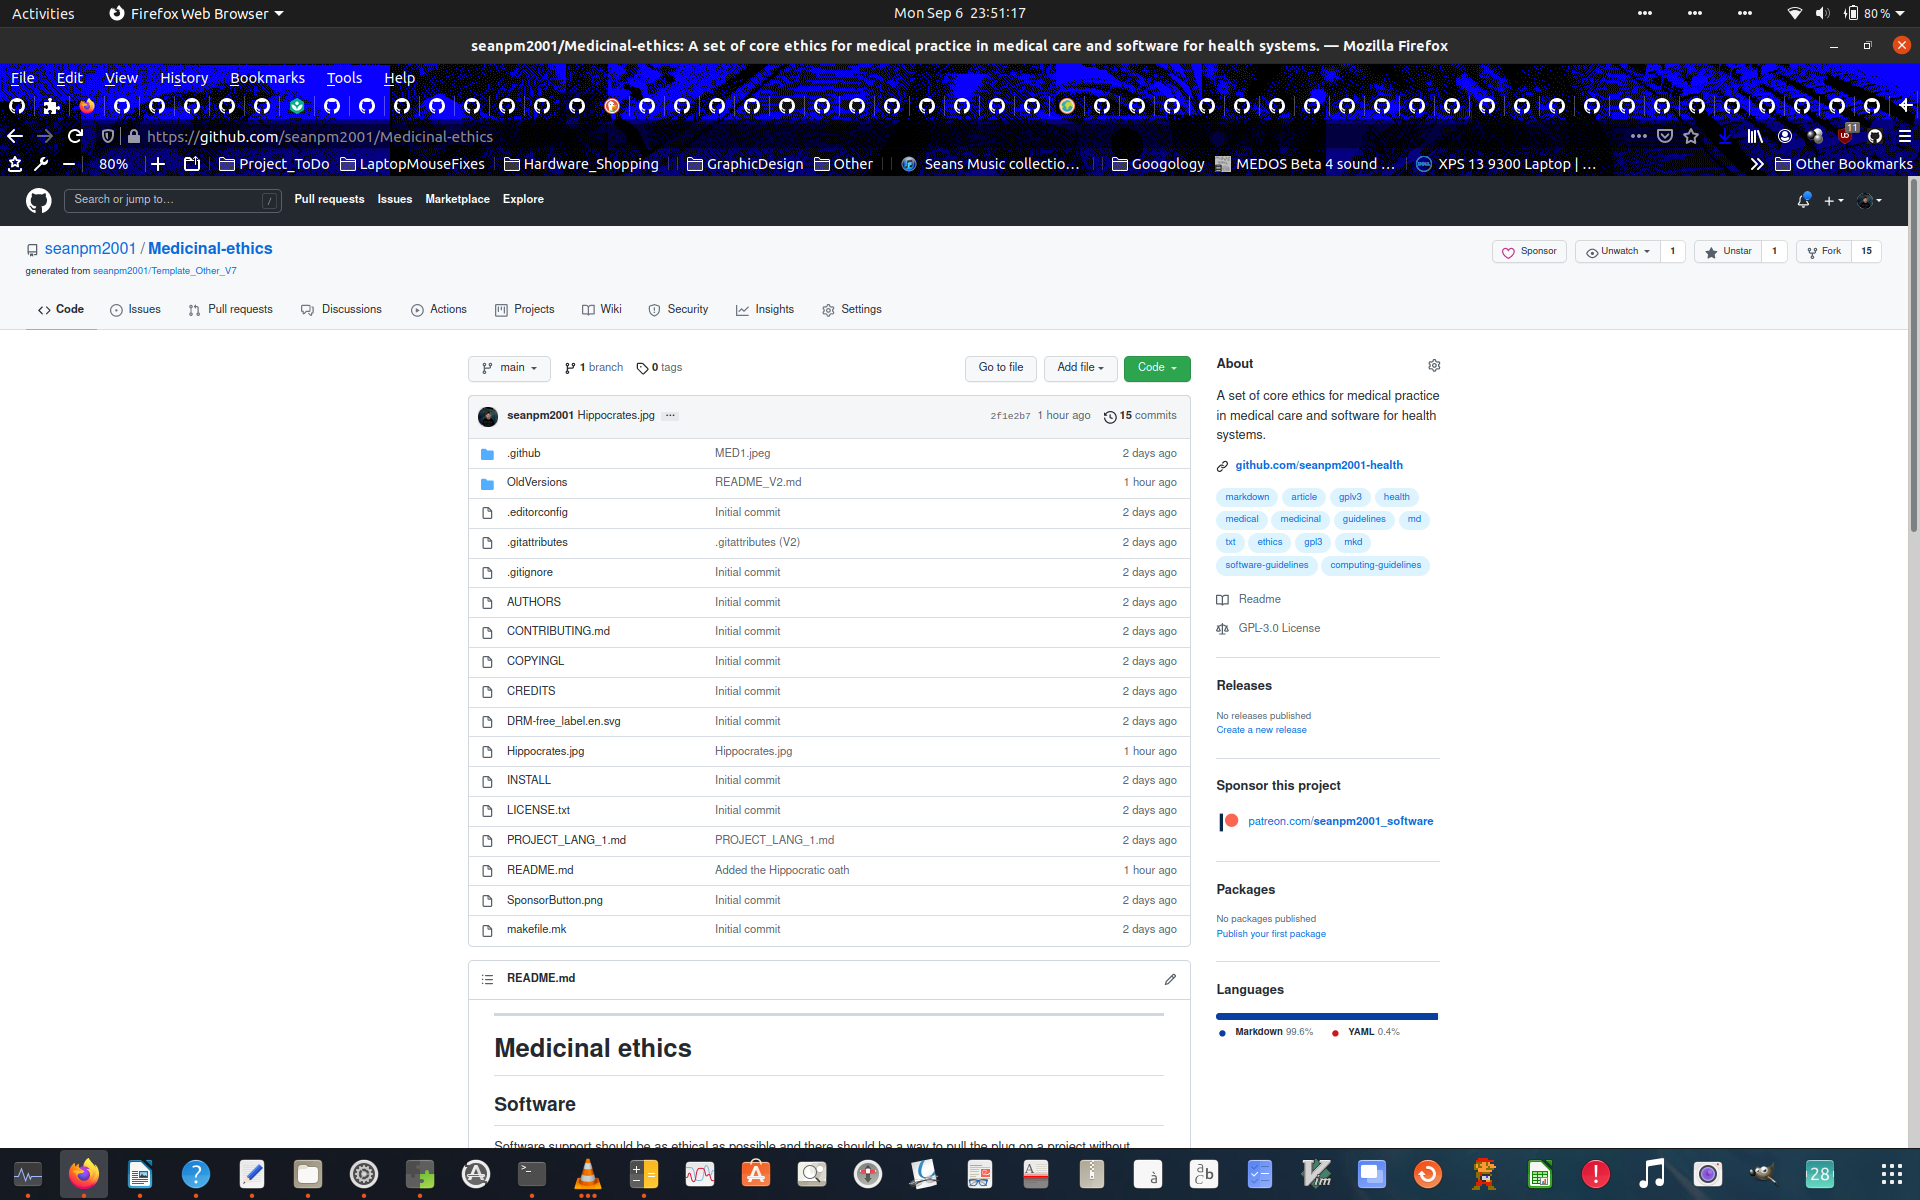 Activities
Firefox Web Browser
Mon Sep 6 23:51:17
80 %
seanpm2001/Medicinal-ethics: A set of core ethics for medical practice in medical care and software for health systems. — Mozilla Firefox
File Edit View History Bookmarks Tools Help
https://github.com/seanpm2001/Medicinal-ethics
11
80%
Project_ToDo
LaptopMouseFixes
Hardware_Shopping
GraphicDesign
Other
Seans Music collectio…
Googology
MEDOS Beta 4 sound …
XPS 13 9300 Laptop | …
Other Bookmarks
Search or jump to…
/
Pull requests Issues Marketplace Explore
seanpm2001 / Medicinal-ethics
generated from seanpm2001/Template_Other_V7
Sponsor
Unwatch 1
Unstar 1
Fork 15
Code
Issues
Pull requests
Discussions
Actions
Projects
Wiki
Security
Insights
Settings
main
1 branch
0 tags
Go to file
Add file
Code
seanpm2001 Hippocrates.jpg …
2f1e2b7 1 hour ago
15 commits
.github MED1.jpeg 2 days ago
OldVersions README_V2.md 1 hour ago
.editorconfig Initial commit 2 days ago
.gitattributes .gitattributes (V2) 2 days ago
.gitignore Initial commit 2 days ago
AUTHORS Initial commit 2 days ago
CONTRIBUTING.md Initial commit 2 days ago
COPYINGL Initial commit 2 days ago
CREDITS Initial commit 2 days ago
DRM-free_label.en.svg Initial commit 2 days ago
Hippocrates.jpg Hippocrates.jpg 1 hour ago
INSTALL Initial commit 2 days ago
LICENSE.txt Initial commit 2 days ago
PROJECT_LANG_1.md PROJECT_LANG_1.md 2 days ago
README.md Added the Hippocratic oath 1 hour ago
SponsorButton.png Initial commit 2 days ago
makefile.mk Initial commit 2 days ago
README.md
Medicinal ethics
Software
Software support should be as ethical as possible and there should be a way to pull the plug on a project without
About
A set of core ethics for medical practice
in medical care and software for health
systems.
github.com/seanpm2001-health
markdown article gplv3 health
medical medicinal guidelines md
txt ethics gpl3 mkd
software-guidelines computing-guidelines
Readme
GPL-3.0 License
Releases
No releases published
Create a new release
Sponsor this project
patreon.com/seanpm2001_software
Packages
No packages published
Publish your first package
Languages
Markdown 99.6%
YAML 0.4%
28